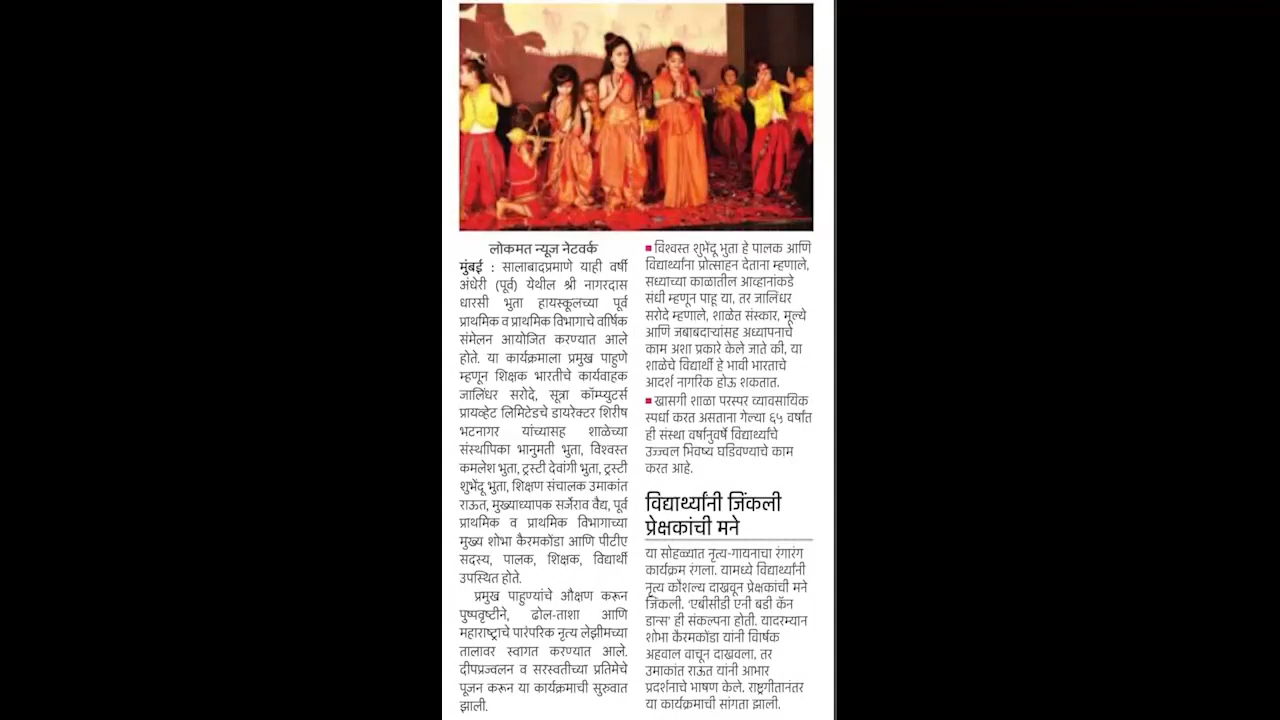 लोकमत न्यूज नेटवर्क
मुंबई : सालाबादप्रमाणे याही वर्षी
अंधेरी (पूर्व) येथील श्री नागरदास
धारसी भुता हायस्कूलच्या पूर्व
प्राथमिक व प्राथमिक विभागाचे वार्षिक
संमेलन आयोजित करण्यात आले
होते. या कार्यक्रमाला प्रमुख पाहुणे
म्हणून शिक्षक भारतीचे कार्यवाहक
जालिंधर सरोदे, सूत्रा कॉम्प्युटर्स
प्रायव्हेट लिमिटेडचे डायरेक्टर शिरीष
भटनागर यांच्यासह शाळेच्या
संस्थापिका भानुमती भुता, विश्वस्त
कमलेश भुता, ट्रस्टी देवांगी भुता, ट्रस्टी
शुभेंदू भुता, शिक्षण संचालक उमाकांत
राऊत, मुख्याध्यापक सर्जेराव वैद्य, पूर्व
प्राथमिक व प्राथमिक विभागाच्या
मुख्य शोभा कैरमकोंडा आणि पीटीए
सदस्य, पालक, शिक्षक, विद्यार्थी
उपस्थित होते.
प्रमुख पाहुण्यांचे औक्षण करून
पुष्पवृष्टीने, ढोल-ताशा आणि
महाराष्ट्राचे पारंपरिक नृत्य लेझीमच्या
तालावर स्वागत करण्यात आले.
दीपप्रज्वलन व सरस्वतीच्या प्रतिमेचे
पूजन करून या कार्यक्रमाची सुरुवात
झाली.
विश्वस्त शुभेंदू भुता हे पालक आणि
विद्यार्थ्यांना प्रोत्साहन देताना म्हणाले,
सध्याच्या काळातील आव्हानांकडे
संधी म्हणून पाहू या, तर जालिंधर
सरोदे म्हणाले, शाळेत संस्कार, मूल्ये
आणि जबाबदाऱ्यांसह अध्यापनाचे
काम अशा प्रकारे केले जाते की, या
शाळेचे विद्यार्थी हे भावी भारताचे
आदर्श नागरिक होऊ शकतात.
खासगी शाळा परस्पर व्यावसायिक
स्पर्धा करत असताना गेल्या ६५ वर्षांत
ही संस्था वर्षानुवर्षे विद्यार्थ्यांचे
उज्ज्वल भिवष्य घडिवण्याचे काम
करत आहे.
विद्यार्थ्यांनी जिंकली
प्रेक्षकांची मने
या सोहळ्यात नृत्य-गायनाचा रंगारंग
कार्यक्रम रंगला. यामध्ये विद्यार्थ्यांनी
नृत्य कौशल्य दाखवून प्रेक्षकांची मने
जिंकली. 'एबीसीडी एनी बडी कॅन
डान्स' ही संकल्पना होती. यादरम्यान
शोभा कैरमकोंडा यांनी वािर्षक
अहवाल वाचून दाखवला, तर
उमाकांत राऊत यांनी आभार
प्रदर्शनाचे भाषण केले. राष्ट्रगीतानंतर
या कार्यक्रमाची सांगता झाली.